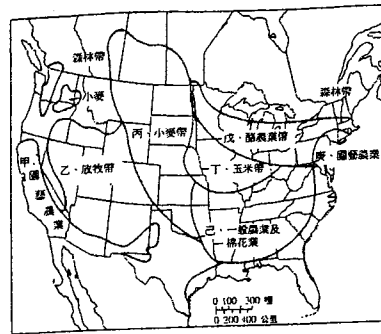 森林帶
小麥
森林帶
丙、小麥帶
戊、酪農業帶
庚、園藝農業
甲、園藝農業
乙、放牧帶
丁、玉米帶
己、一般農業及
棉花業
0 100 300 哩
0 200 400 公里